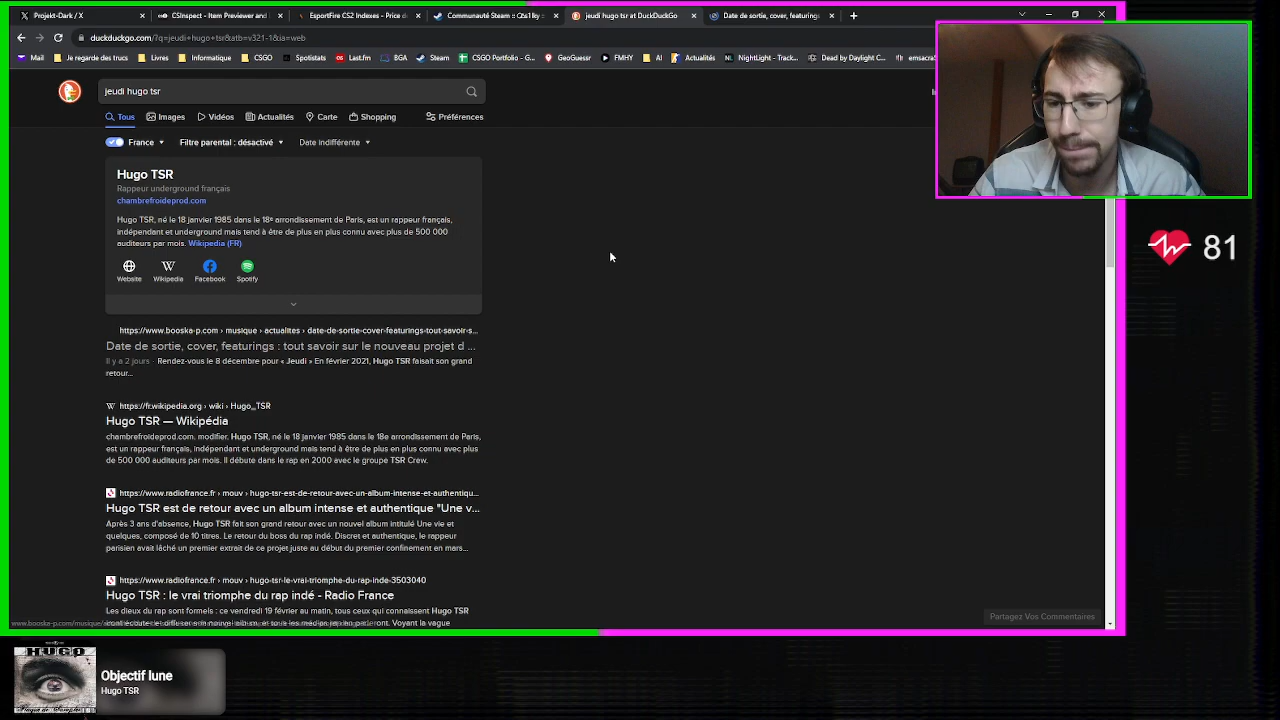 Projekt-Dark / X
CSInspect - Item Previewer and
EsportFire CS2 Indexes - Price d
Communauté Steam ::
jeudi hugo tsr at DuckDuckGo
Date de sortie, cover, featurings
duckduckgo.com/?q=jeudi+hugo+tsr&atb=v321-1&ia=web
Mail
Je regarde des trucs
Livres
Informatique
CSGO
Spotistats
Last.fm
BGA
Steam
CSGO Portfolio - G...
GeoGuessr
FMHY
AI
Actualités
NightLight - Track...
Dead by Daylight C...
emsacra
jeudi hugo tsr
Tous
Images
Vidéos
Actualités
Carte
Shopping
Préférences
France
Filtre parental : désactivé
Date indifférente
Hugo TSR
Rappeur underground français
chambrefroideprod.com
Hugo TSR, né le 18 janvier 1985 dans le 18ᵉ arrondissement de Paris, est un rappeur français,
indépendant et underground mais tend à être de plus en plus connu avec plus de 500 000
auditeurs par mois. Wikipedia (FR)
Website
Wikipedia
Facebook
Spotify
https://www.booska-p.com › musique › actualites › date-de-sortie-cover-featurings-tout-savoir-s...
Date de sortie, cover, featurings : tout savoir sur le nouveau projet d ...
Il y a 2 jours · Rendez-vous le 8 décembre pour « Jeudi » En février 2021, Hugo TSR faisait son grand
retour...
https://fr.wikipedia.org › wiki › Hugo_TSR
Hugo TSR — Wikipédia
chambrefroideprod.com. modifier. Hugo TSR, né le 18 janvier 1985 dans le 18e arrondissement de Paris,
est un rappeur français, indépendant et underground mais tend à être de plus en plus connu avec plus
de 500 000 auditeurs par mois. Il débute dans le rap en 2000 avec le groupe TSR Crew.
https://www.radiofrance.fr › mouv › hugo-tsr-est-de-retour-avec-un-album-intense-et-authentiqu...
Hugo TSR est de retour avec un album intense et authentique "Une v...
Après 3 ans d'absence, Hugo TSR fait son grand retour avec un nouvel album intitulé Une vie et
quelques, composé de 10 titres. Le retour du boss du rap indé. Discret et authentique, le rappeur
parisien avait lâché un premier extrait de ce projet juste au début du premier confinement en mars...
https://www.radiofrance.fr › mouv › hugo-tsr-le-vrai-triomphe-du-rap-inde-3503040
Hugo TSR : le vrai triomphe du rap indé - Radio France
Les dieux du rap sont formels : ce vendredi 19 février au matin, tous ceux qui connaissent Hugo TSR
Partagez Vos Commentaires
81
HUGO
Objectif lune
Hugo TSR